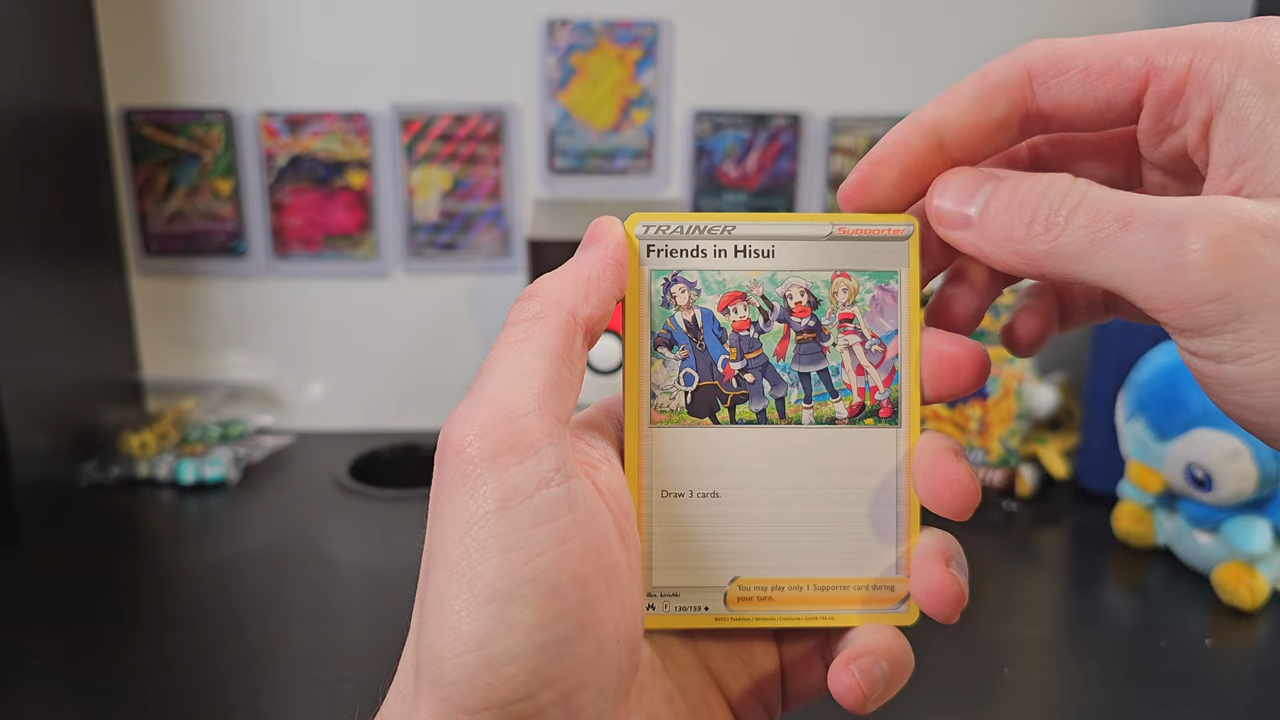 TRAINER
Supporter
Friends in Hisui
Draw 3 cards.
You may play only 1 Supporter card during
your turn.
Illus. kirisAki
F 130/159
©2023 Pokémon / Nintendo / Creatures / GAME FREAK